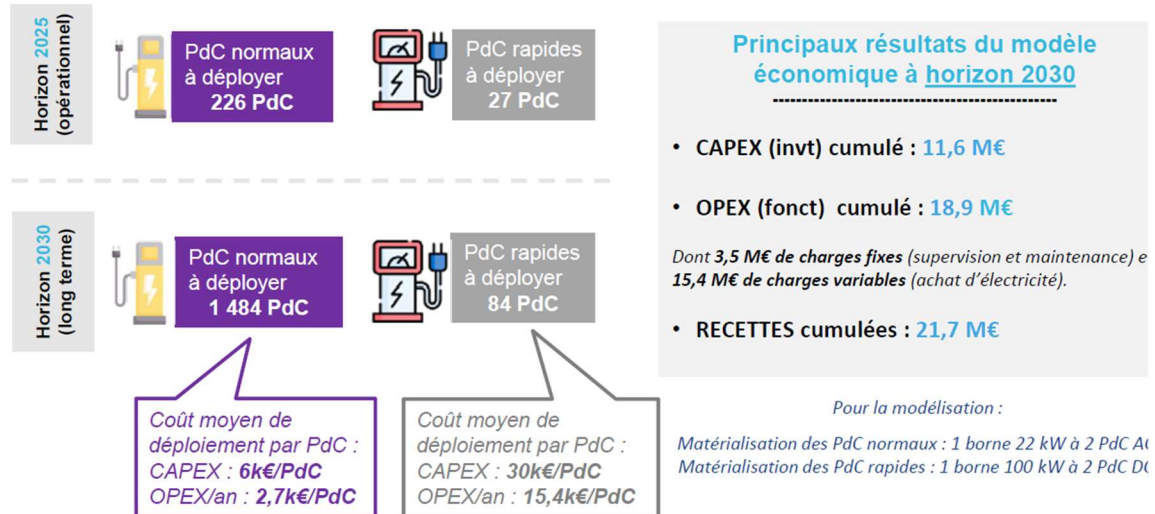 Horizon 2025
(opérationnel)
PdC normaux
à déployer
226 PdC
PdC rapides
à déployer
27 PdC
Horizon 2030
(long terme)
PdC normaux
à déployer
1 484 PdC
PdC rapides
à déployer
84 PdC
Coût moyen de
déploiement par PdC :
CAPEX : 6k€/PdC
OPEX/an : 2,7k€/PdC
Coût moyen de
déploiement par PdC :
CAPEX : 30k€/PdC
OPEX/an : 15,4k€/PdC
Principaux résultats du modèle
économique à horizon 2030
• CAPEX (invt) cumulé : 11,6 M€
• OPEX (fonct) cumulé : 18,9 M€
Dont 3,5 M€ de charges fixes (supervision et maintenance) e
15,4 M€ de charges variables (achat d'électricité).
• RECETTES cumulées : 21,7 M€
Pour la modélisation :
Matérialisation des PdC normaux : 1 borne 22 kW à 2 PdC A
Matérialisation des PdC rapides : 1 borne 100 kW à 2 PdC D